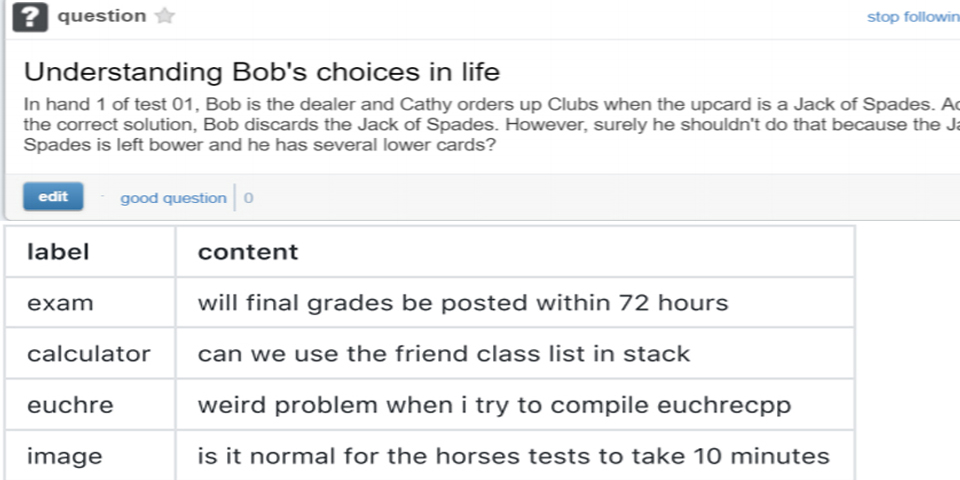 ? question
stop followin
Understanding Bob's choices in life
In hand 1 of test 01, Bob is the dealer and Cathy orders up Clubs when the upcard is a Jack of Spades. Ac
the correct solution, Bob discards the Jack of Spades. However, surely he shouldn't do that because the Ja
Spades is left bower and he has several lower cards?
edit · good question 0
label content
exam will final grades be posted within 72 hours
calculator can we use the friend class list in stack
euchre weird problem when i try to compile euchrecpp
image is it normal for the horses tests to take 10 minutes